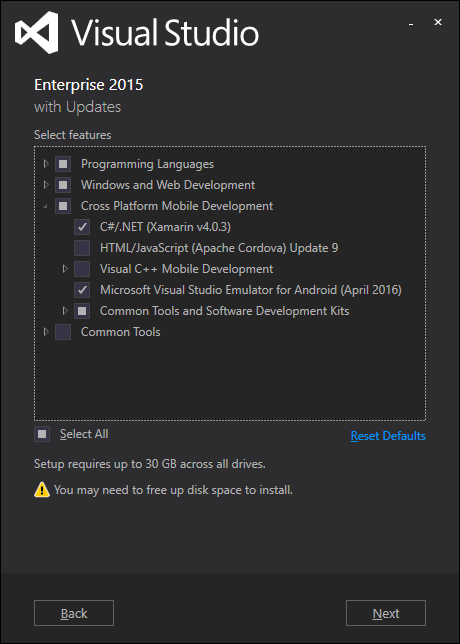 Visual Studio
Enterprise 2015
with Updates
Select features
Programming Languages
Windows and Web Development
Cross Platform Mobile Development
C#/.NET (Xamarin v4.0.3)
HTML/JavaScript (Apache Cordova) Update 9
Visual C++ Mobile Development
Microsoft Visual Studio Emulator for Android (April 2016)
Common Tools and Software Development Kits
Common Tools
Select All
Reset Defaults
Setup requires up to 30 GB across all drives.
You may need to free up disk space to install.
Back
Next